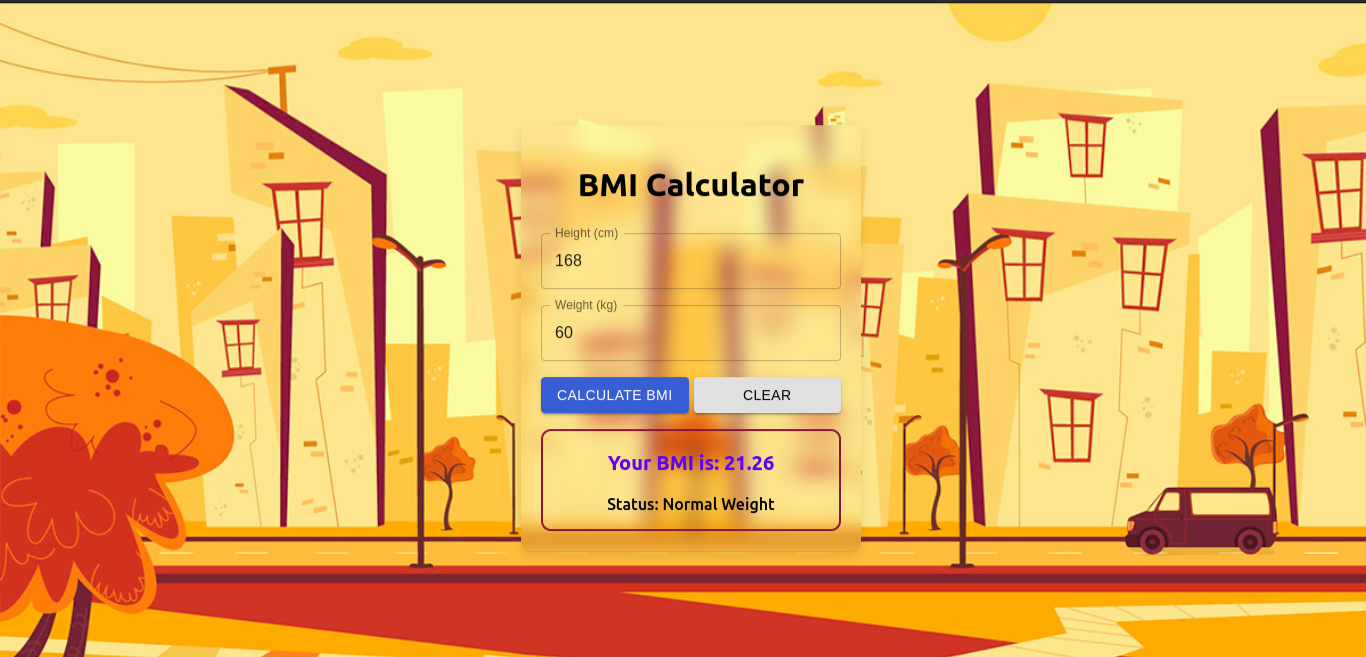 BMI Calculator
Height (cm)
168
Weight (kg)
60
CALCULATE BMI CLEAR
Your BMI is: 21.26
Status: Normal Weight